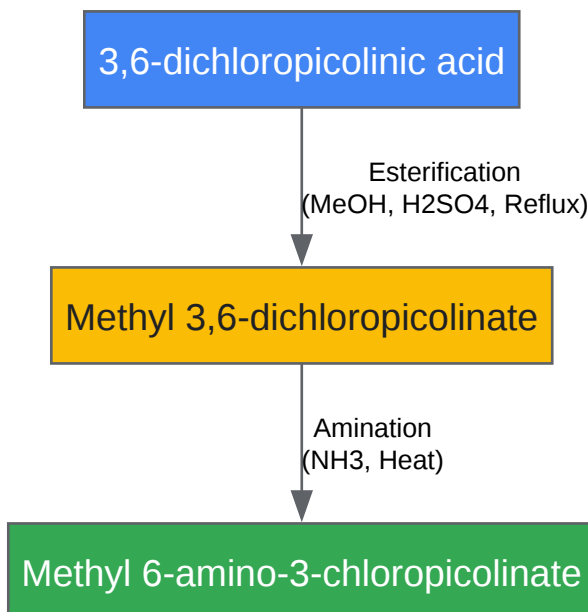 3,6-dichloropicolinic acid
Esterification
(MeOH, H2SO4, Reflux)
Methyl 3,6-dichloropicolinate
Amination
(NH3, Heat)
Methyl 6-amino-3-chloropicolinate